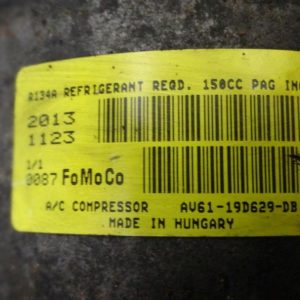 R134A REFRIGERANT REQD. 150CC PAG
2013
1123
1/1
0087 FoMoCo
A/C COMPRESSOR AV61-19D629-DB
MADE IN HUNGARY